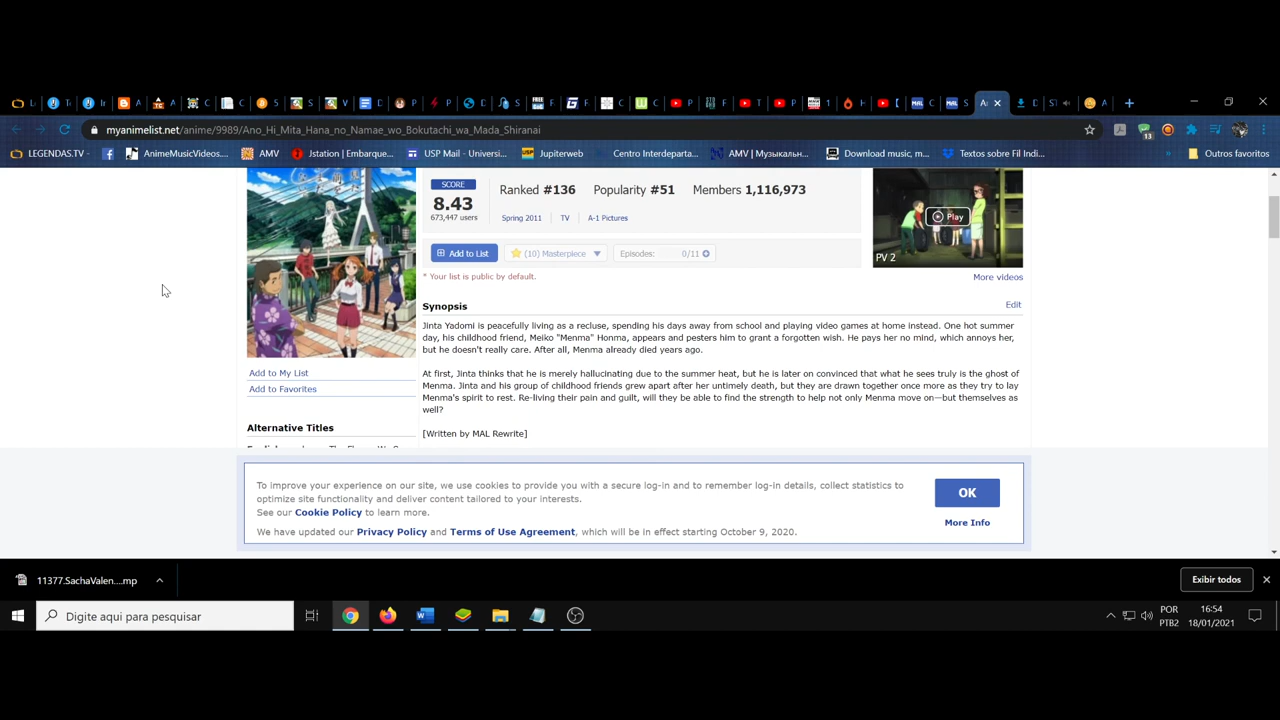 myanimelist.net/anime/9989/Ano_Hi_Mita_Hana_no_Namae_wo_Bokutachi_wa_Mada_Shiranai
13
LEGENDAS.TV -
AnimeMusicVideos....
AMV
Jstation | Embarque...
USP Mail - Universi...
Jupiterweb
Centro Interdeparta...
AMV | Музыкальн...
Download music, m...
Textos sobre Fil Indi...
Outros favoritos
SCORE
8.43
673,447 users
Ranked #136
Popularity #51
Members 1,116,973
Spring 2011
TV
A-1 Pictures
Play
PV 2
Add to List
(10) Masterpiece
Episodes: 0/11
* Your list is public by default.
More videos
Synopsis
Edit
Jinta Yadomi is peacefully living as a recluse, spending his days away from school and playing video games at home instead. One hot summer
day, his childhood friend, Meiko "Menma" Honma, appears and pesters him to grant a forgotten wish. He pays her no mind, which annoys her,
but he doesn't really care. After all, Menma already died years ago.
At first, Jinta thinks that he is merely hallucinating due to the summer heat, but he is later on convinced that what he sees truly is the ghost of
Menma. Jinta and his group of childhood friends grew apart after her untimely death, but they are drawn together once more as they try to lay
Menma's spirit to rest. Re-living their pain and guilt, will they be able to find the strength to help not only Menma move on—but themselves as
well?
[Written by MAL Rewrite]
Add to My List
Add to Favorites
Alternative Titles
To improve your experience on our site, we use cookies to provide you with a secure log-in and to remember log-in details, collect statistics to
optimize site functionality and deliver content tailored to your interests.
See our Cookie Policy to learn more.
We have updated our Privacy Policy and Terms of Use Agreement, which will be in effect starting October 9, 2020.
OK
More Info
11377.SachaValen....mp
Exibir todos
Digite aqui para pesquisar
POR
PTB2
16:54
18/01/2021